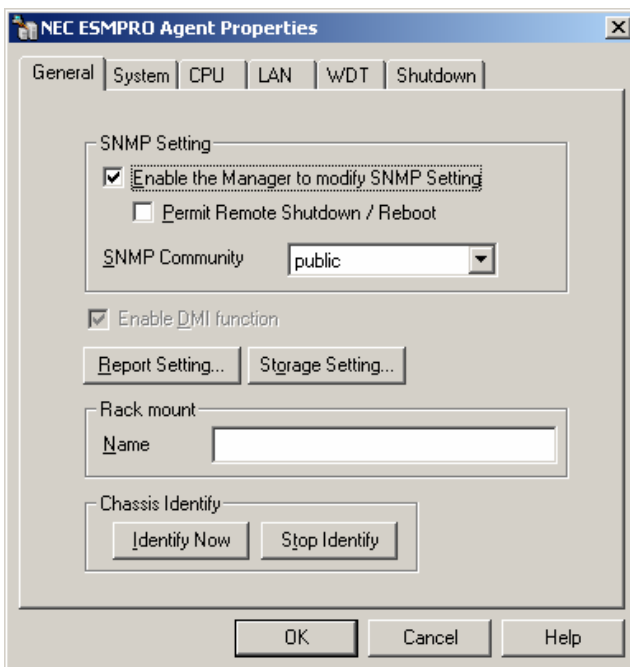 NEC ESMPRO Agent Properties
General System CPU LAN WDT Shutdown
SNMP Setting
Enable the Manager to modify SNMP Setting
Permit Remote Shutdown / Reboot
SNMP Community public
Enable DMI function
Report Setting... Storage Setting...
Rack mount
Name
Chassis Identify
Identify Now Stop Identify
OK Cancel Help